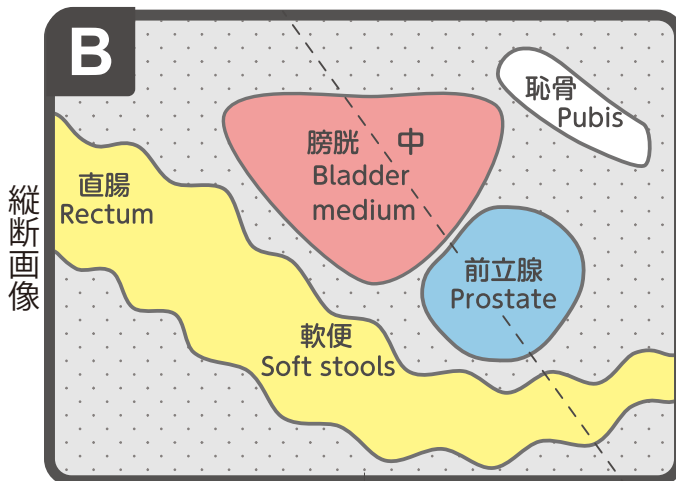 B
縦断画像
恥骨
Pubis
膀胱 中
Bladder
medium
直腸
Rectum
前立腺
Prostate
軟便
Soft stools